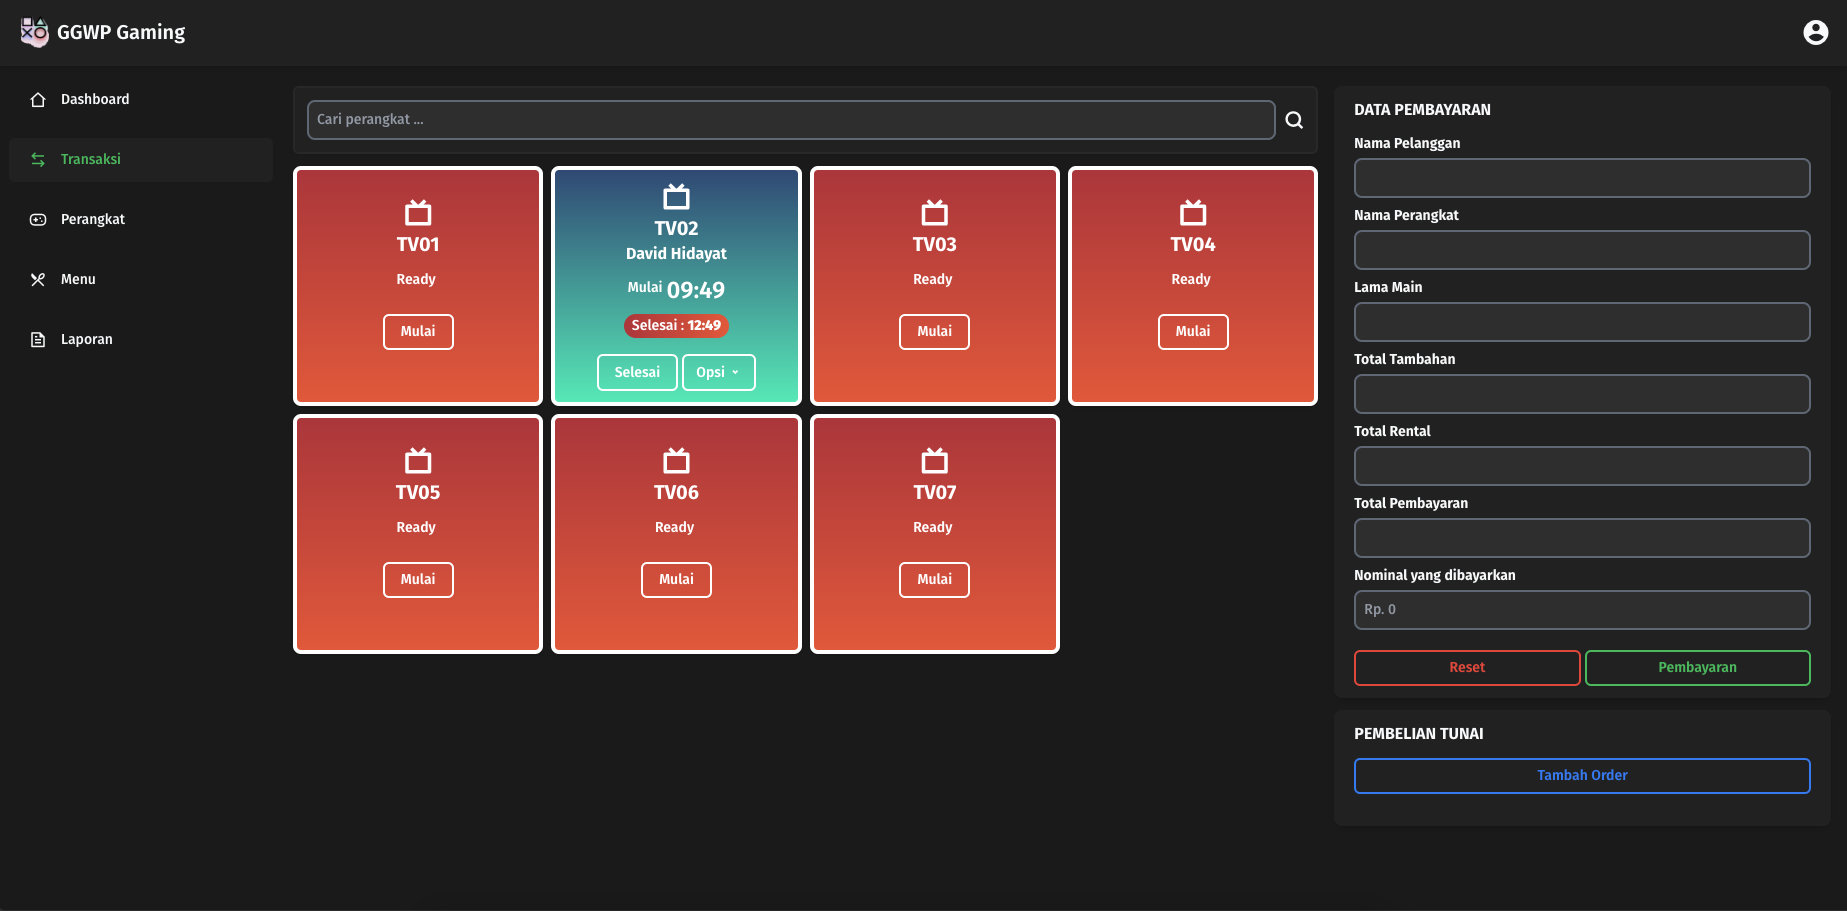 GGWP Gaming
Dashboard
Transaksi
Perangkat
Menu
Laporan
Cari perangkat ...
TV01
Ready
Mulai
TV02
David Hidayat
Mulai 09:49
Selesai : 12:49
Selesai
Opsi
TV03
Ready
Mulai
TV04
Ready
Mulai
TV05
Ready
Mulai
TV06
Ready
Mulai
TV07
Ready
Mulai
DATA PEMBAYARAN
Nama Pelanggan
Nama Perangkat
Lama Main
Total Tambahan
Total Rental
Total Pembayaran
Nominal yang dibayarkan
Rp. 0
Reset
Pembayaran
PEMBELIAN TUNAI
Tambah Order